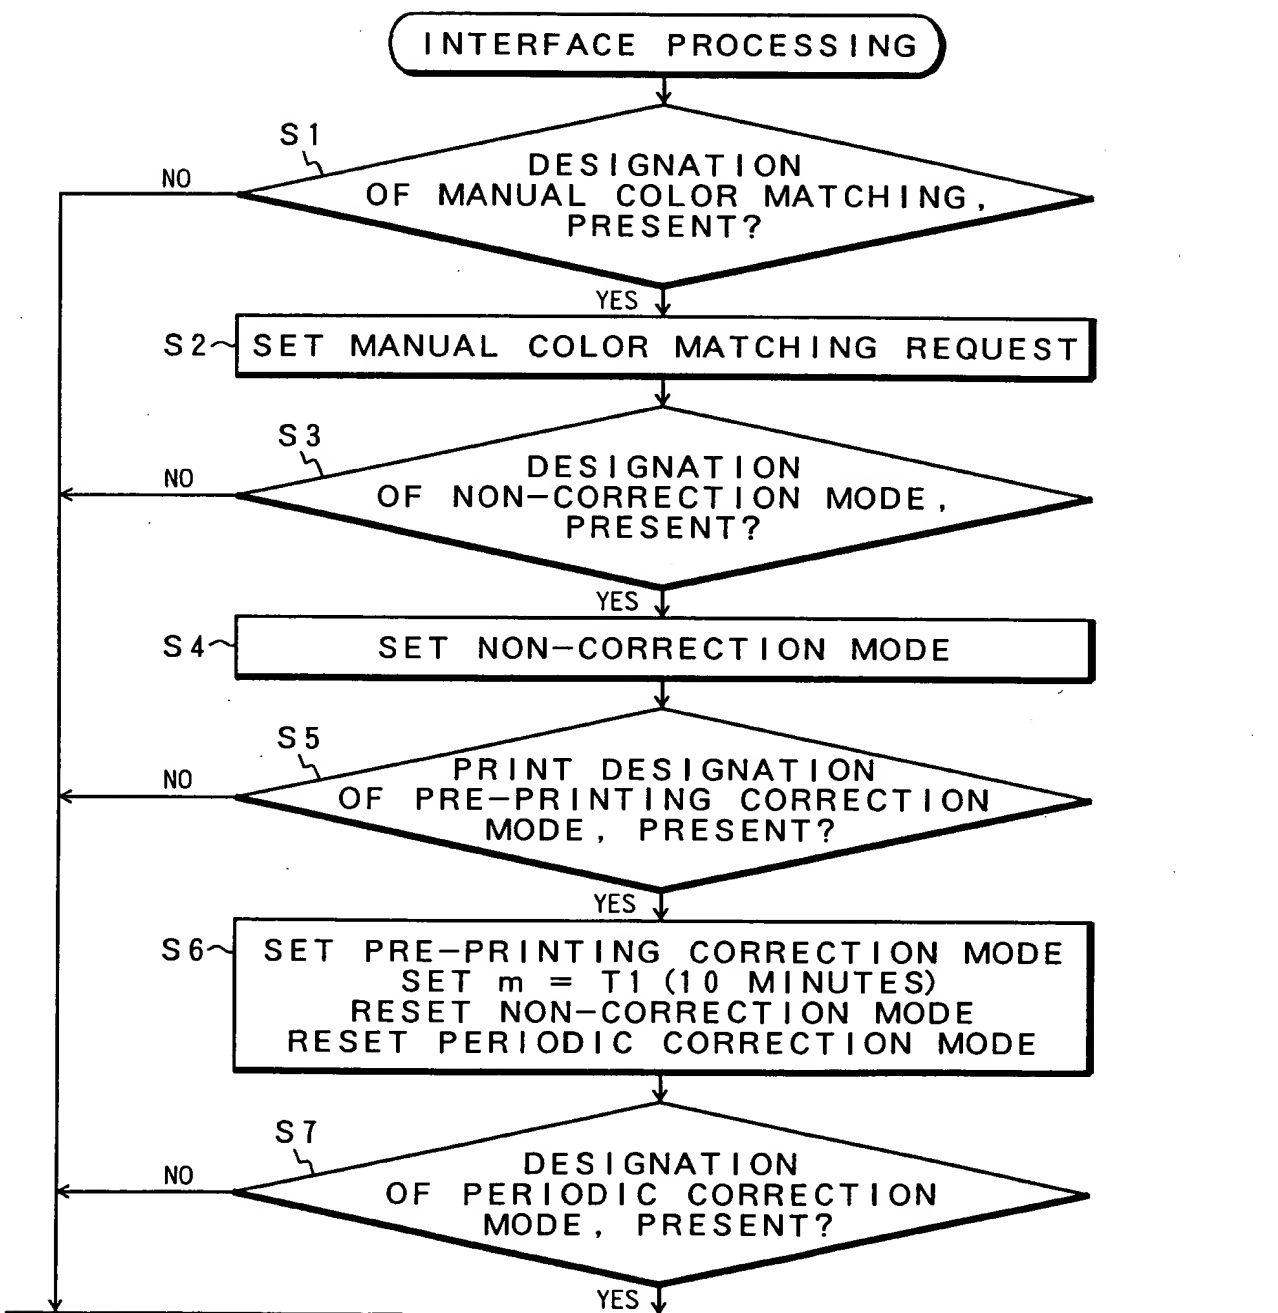 INTERFACE PROCESSING
S1
NO
DESIGNATION
OF MANUAL COLOR MATCHING,
PRESENT?
YES
S2
SET MANUAL COLOR MATCHING REQUEST
S3
NO
DESIGNATION
OF NON-CORRECTION MODE,
PRESENT?
YES
S4
SET NON-CORRECTION MODE
S5
NO
PRINT DESIGNATION
OF PRE-PRINTING CORRECTION
MODE, PRESENT?
YES
S6
SET PRE-PRINTING CORRECTION MODE
SET m = T1 (10 MINUTES)
RESET NON-CORRECTION MODE
RESET PERIODIC CORRECTION MODE
S7
NO
DESIGNATION
OF PERIODIC CORRECTION
MODE, PRESENT?
YES